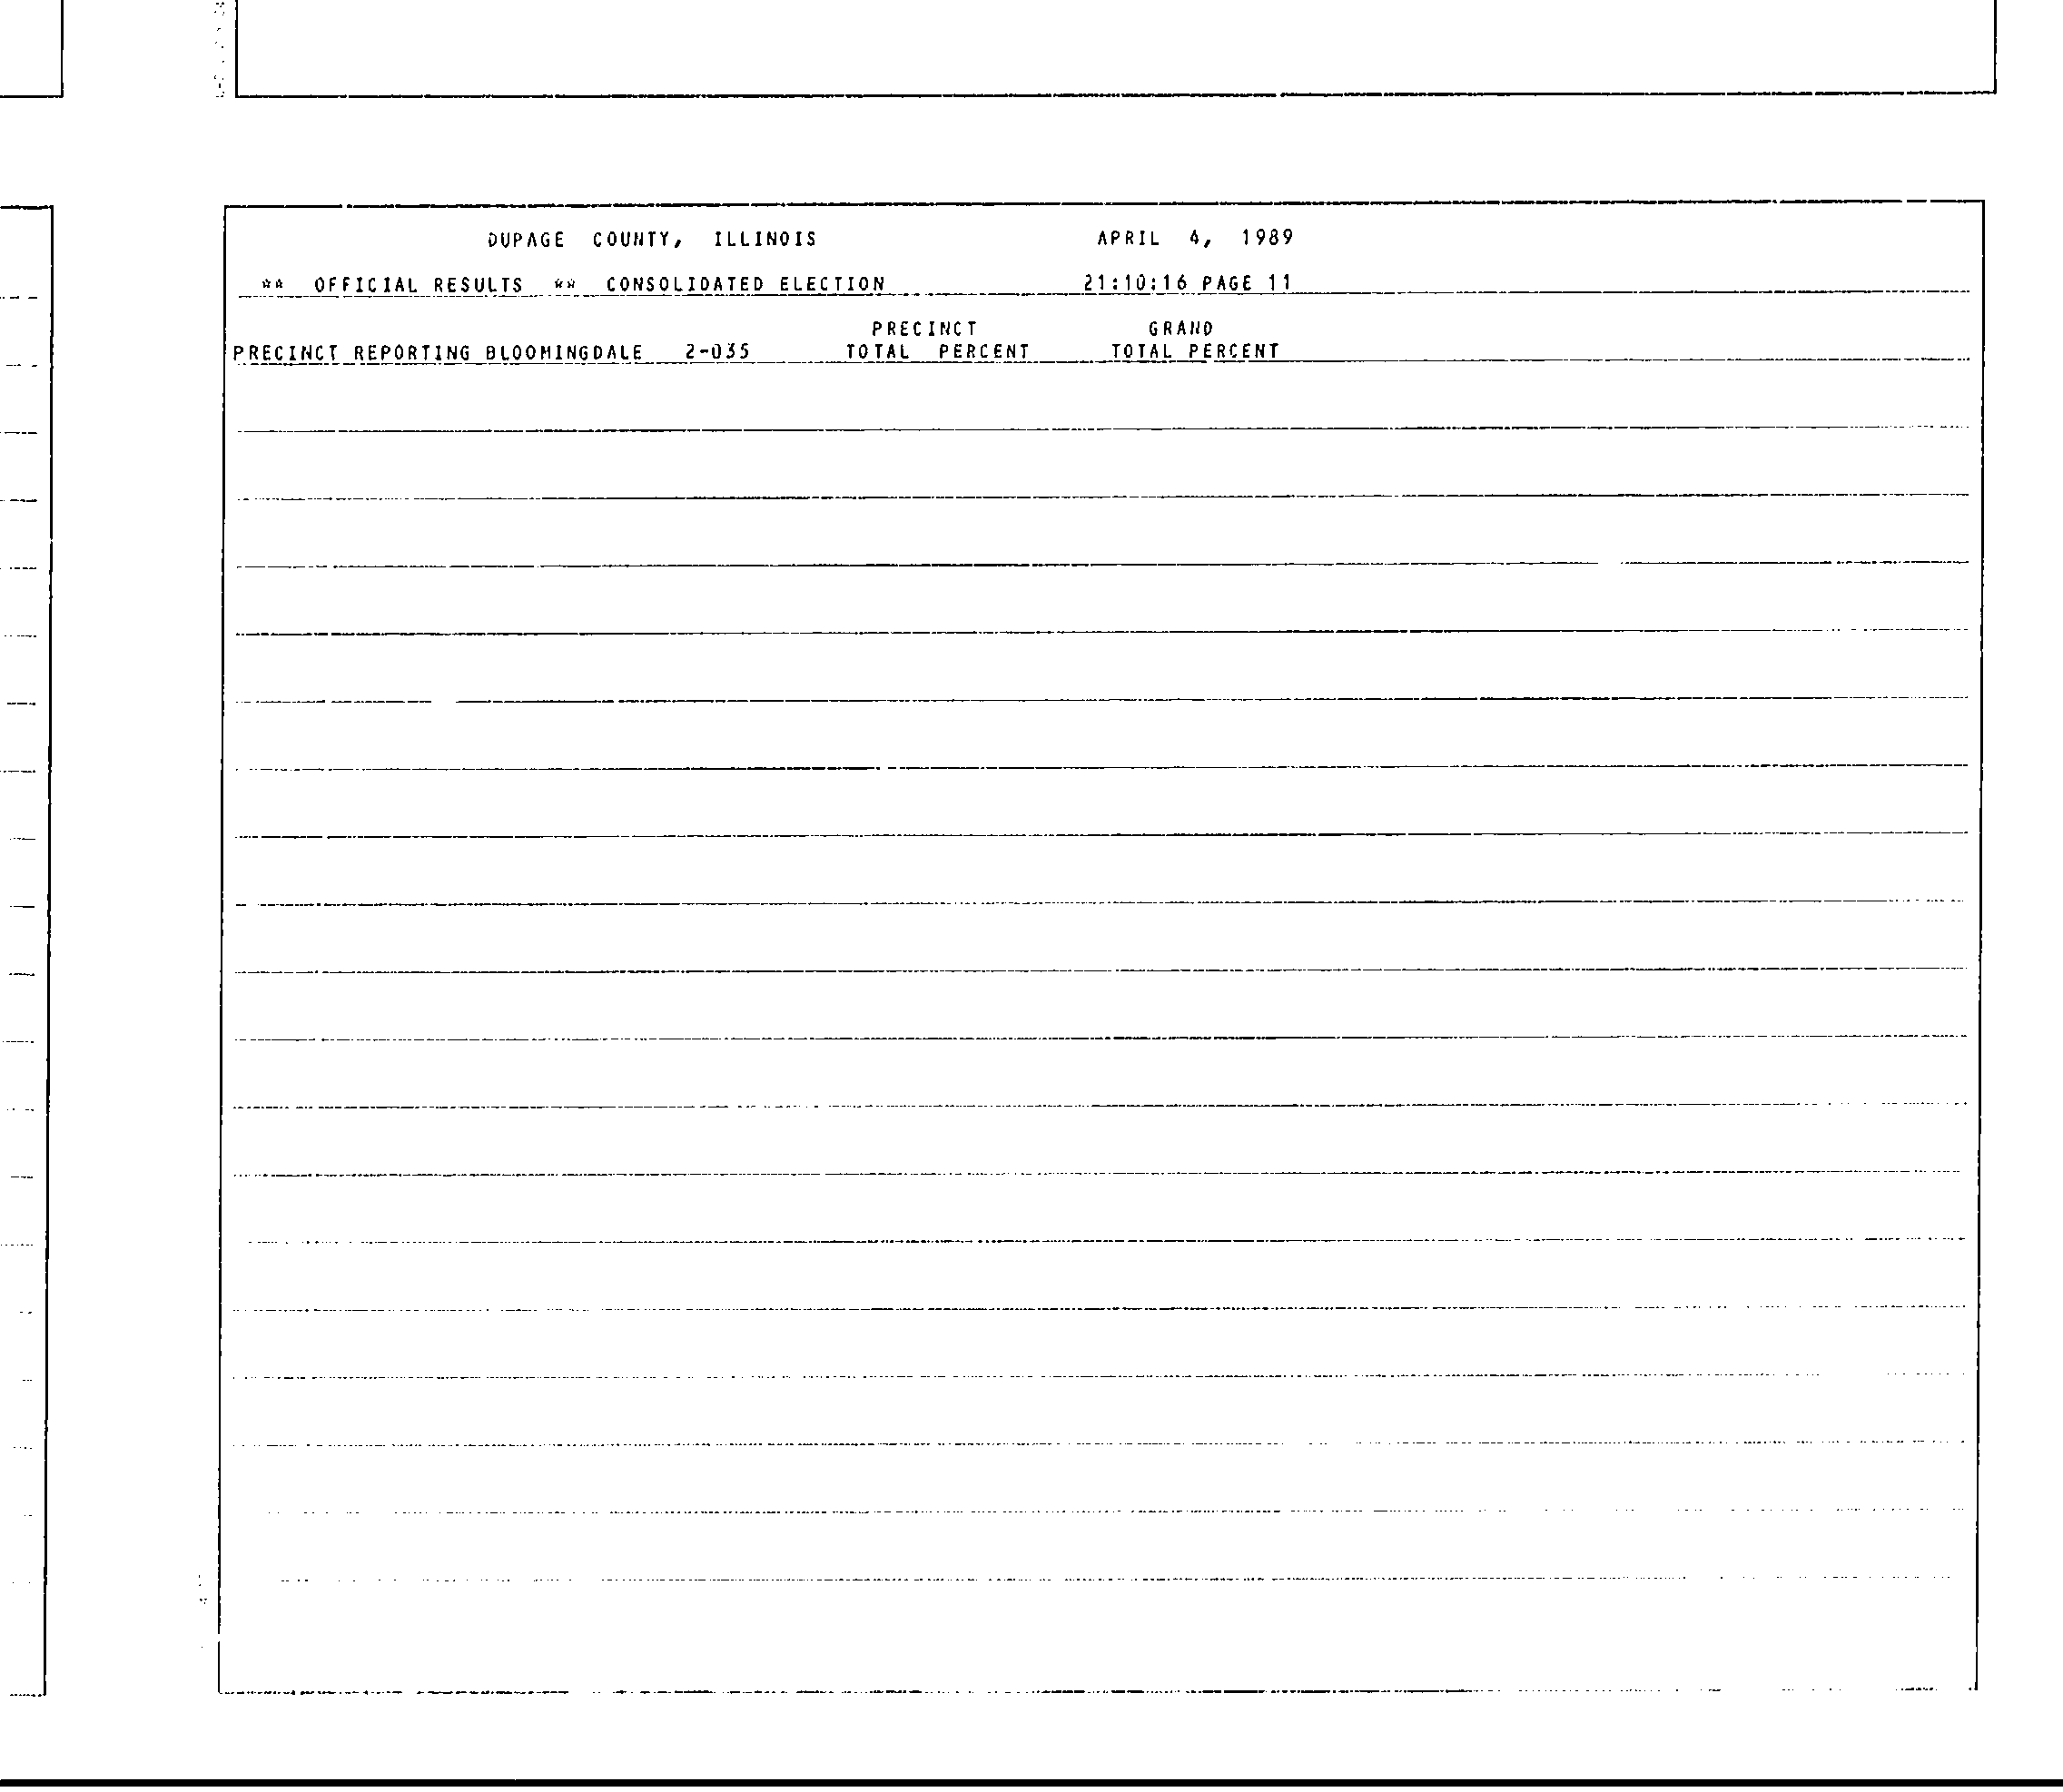 DUPAGE COUNTY, ILLINOIS APRIL 4, 1989
** OFFICIAL RESULTS ** CONSOLIDATED ELECTION 21:10:16 PAGE 11
PRECINCT GRAND
PRECINCT REPORTING BLOOMINGDALE 2-035 TOTAL PERCENT TOTAL PERCENT